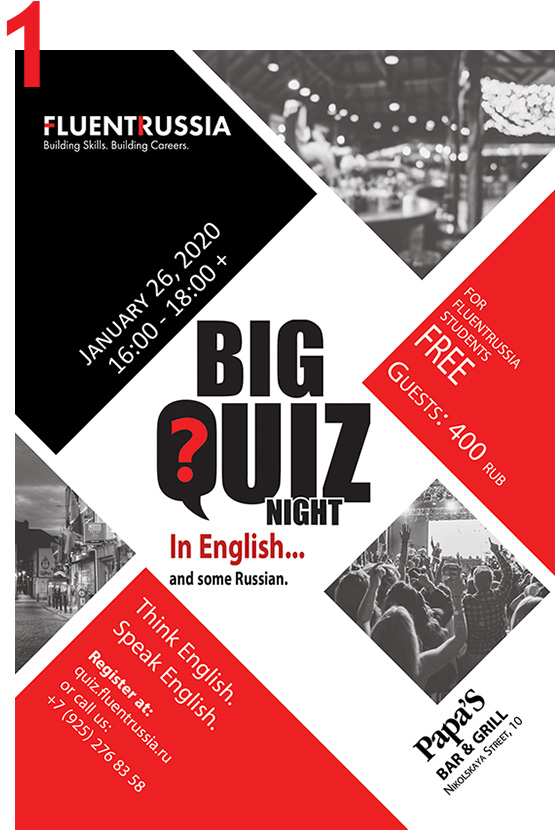 1
FLUENTRUSSIA
Building Skills. Building Careers.
JANUARY 26, 2020
16:00 - 18:00 +
FOR
FLUENTRUSSIA
STUDENTS
FREE
GUESTS: 400 RUB
BIG
QUIZ
?
NIGHT
In English...
and some Russian.
Think English.
Speak English.
Register at:
quiz.fluentrussia.ru
or call us:
+7 (925) 276 83 58
Papa's
BAR & GRILL
NIKOLSKAYA STREET, 10